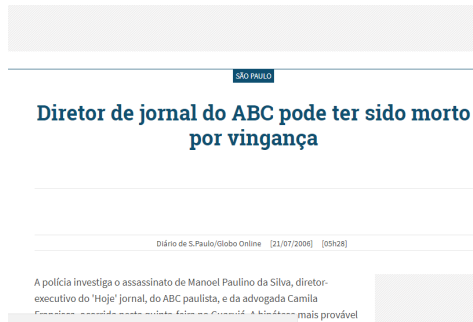 SÃO PAULO
Diretor de jornal do ABC pode ter sido morto
por vingança
Diário de S.Paulo/Globo Online [21/07/2006] [05h28]
A polícia investiga o assassinato de Manoel Paulino da Silva, diretor-
executivo do 'Hoje' jornal, do ABC paulista, e da advogada Camila
mais provável